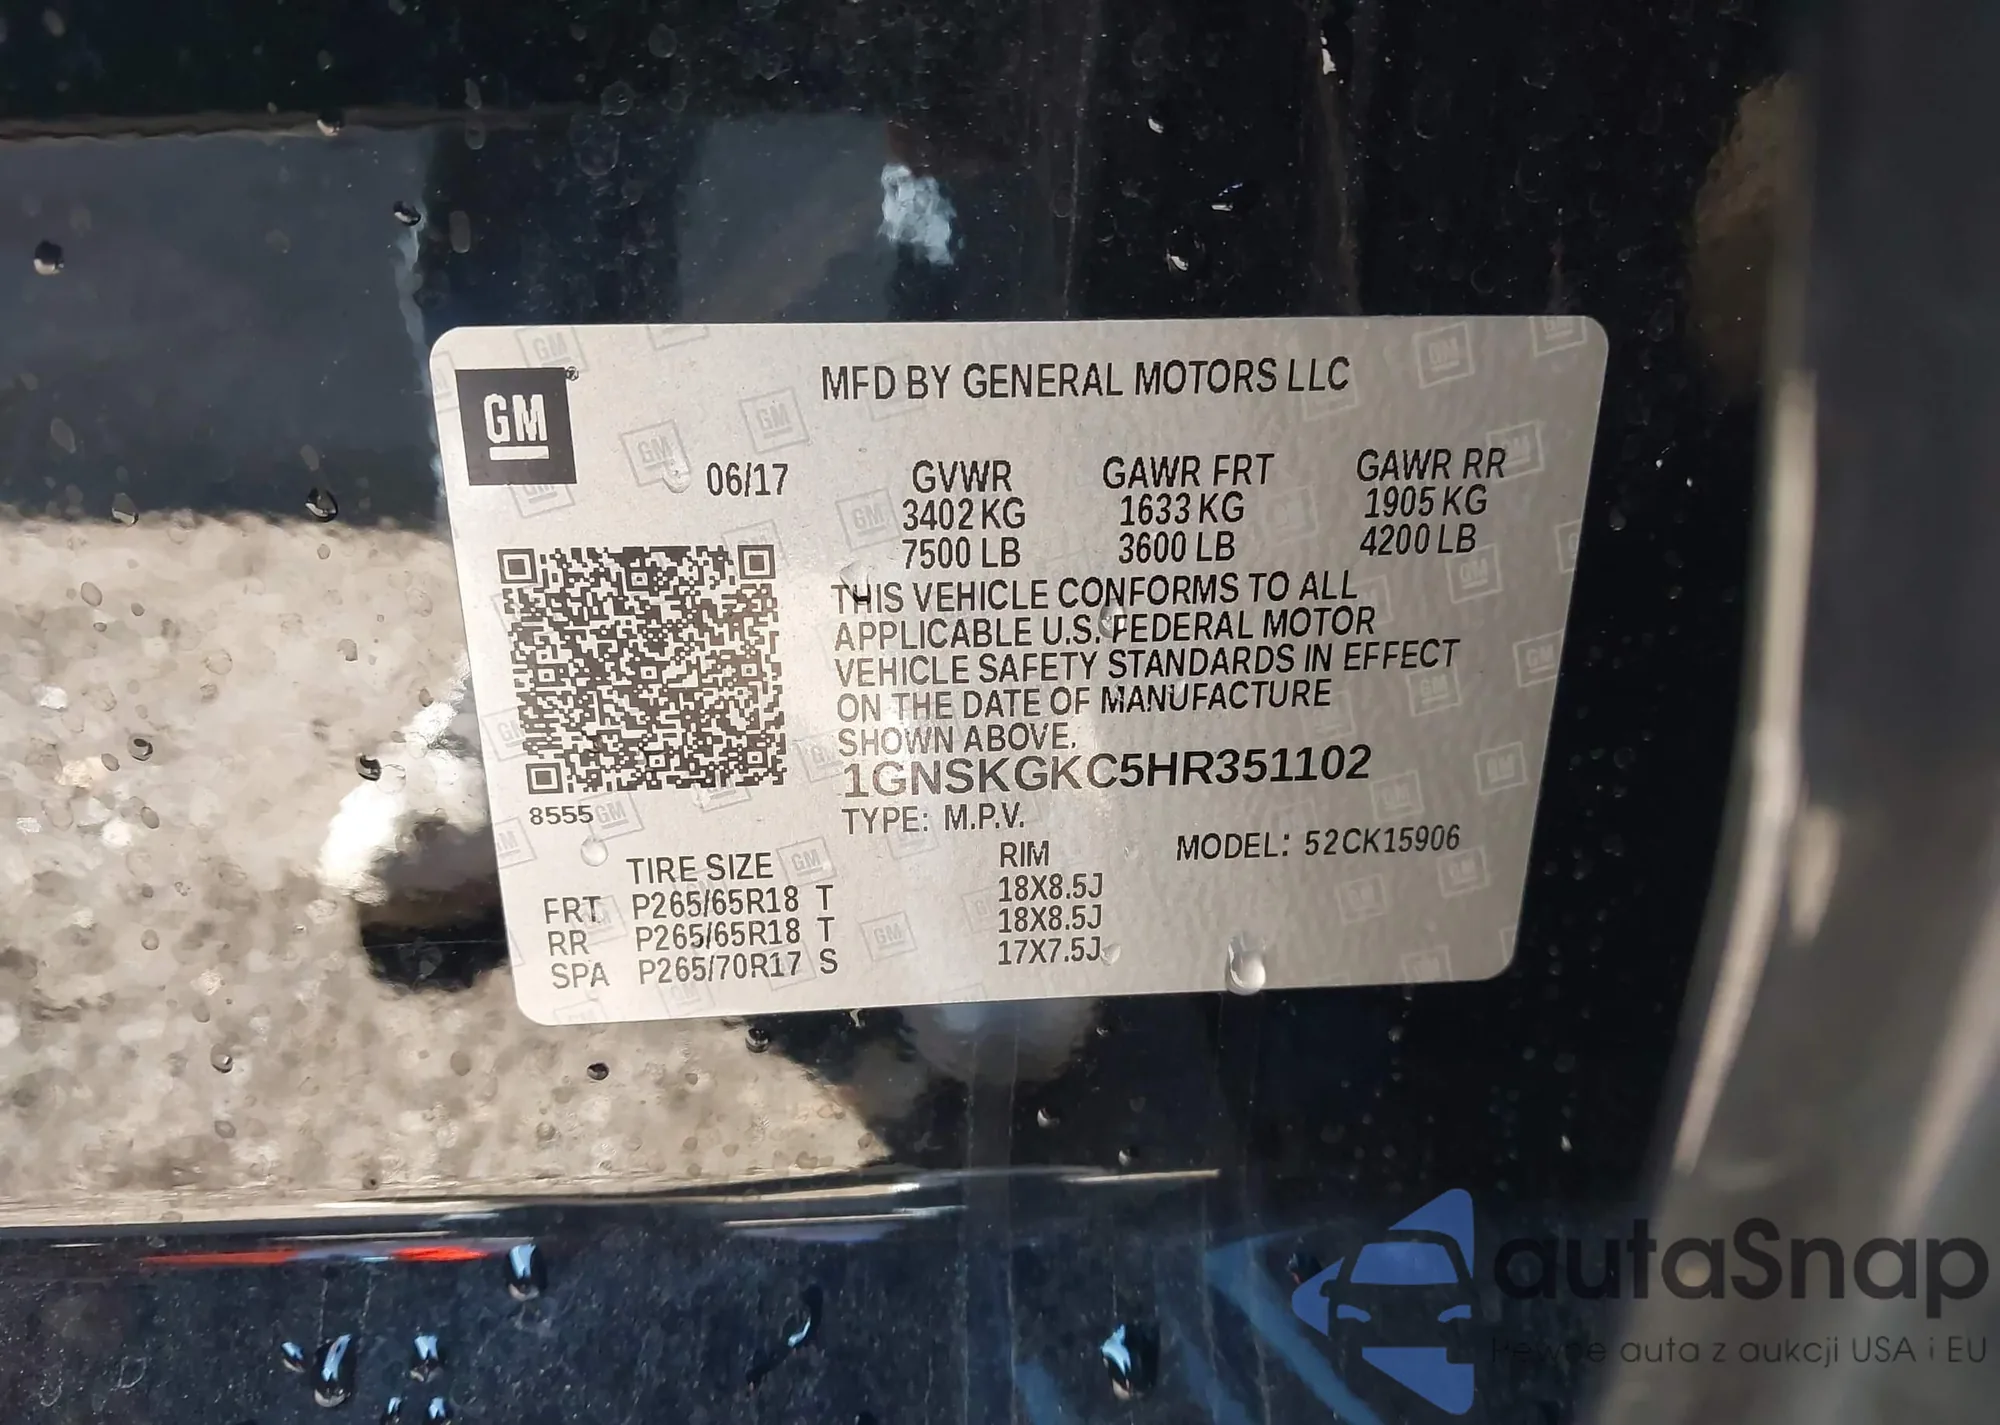 GM
MFD BY GENERAL MOTORS LLC
06/17 GVWR GAWR FRT GAWR RR
3402 KG 1633 KG 1905 KG
7500 LB 3600 LB 4200 LB
THIS VEHICLE CONFORMS TO ALL
APPLICABLE U.S. FEDERAL MOTOR
VEHICLE SAFETY STANDARDS IN EFFECT
ON THE DATE OF MANUFACTURE
SHOWN ABOVE.
1GNSKGKC5HR351102
8555
TYPE: M.P.V. MODEL: 52CK15906
TIRE SIZE RIM
FRT P265/65R18 T 18X8.5J
RR P265/65R18 T 18X8.5J
SPA P265/70R17 S 17X7.5J
autaSnap
Pewne auta z aukcji USA i EU